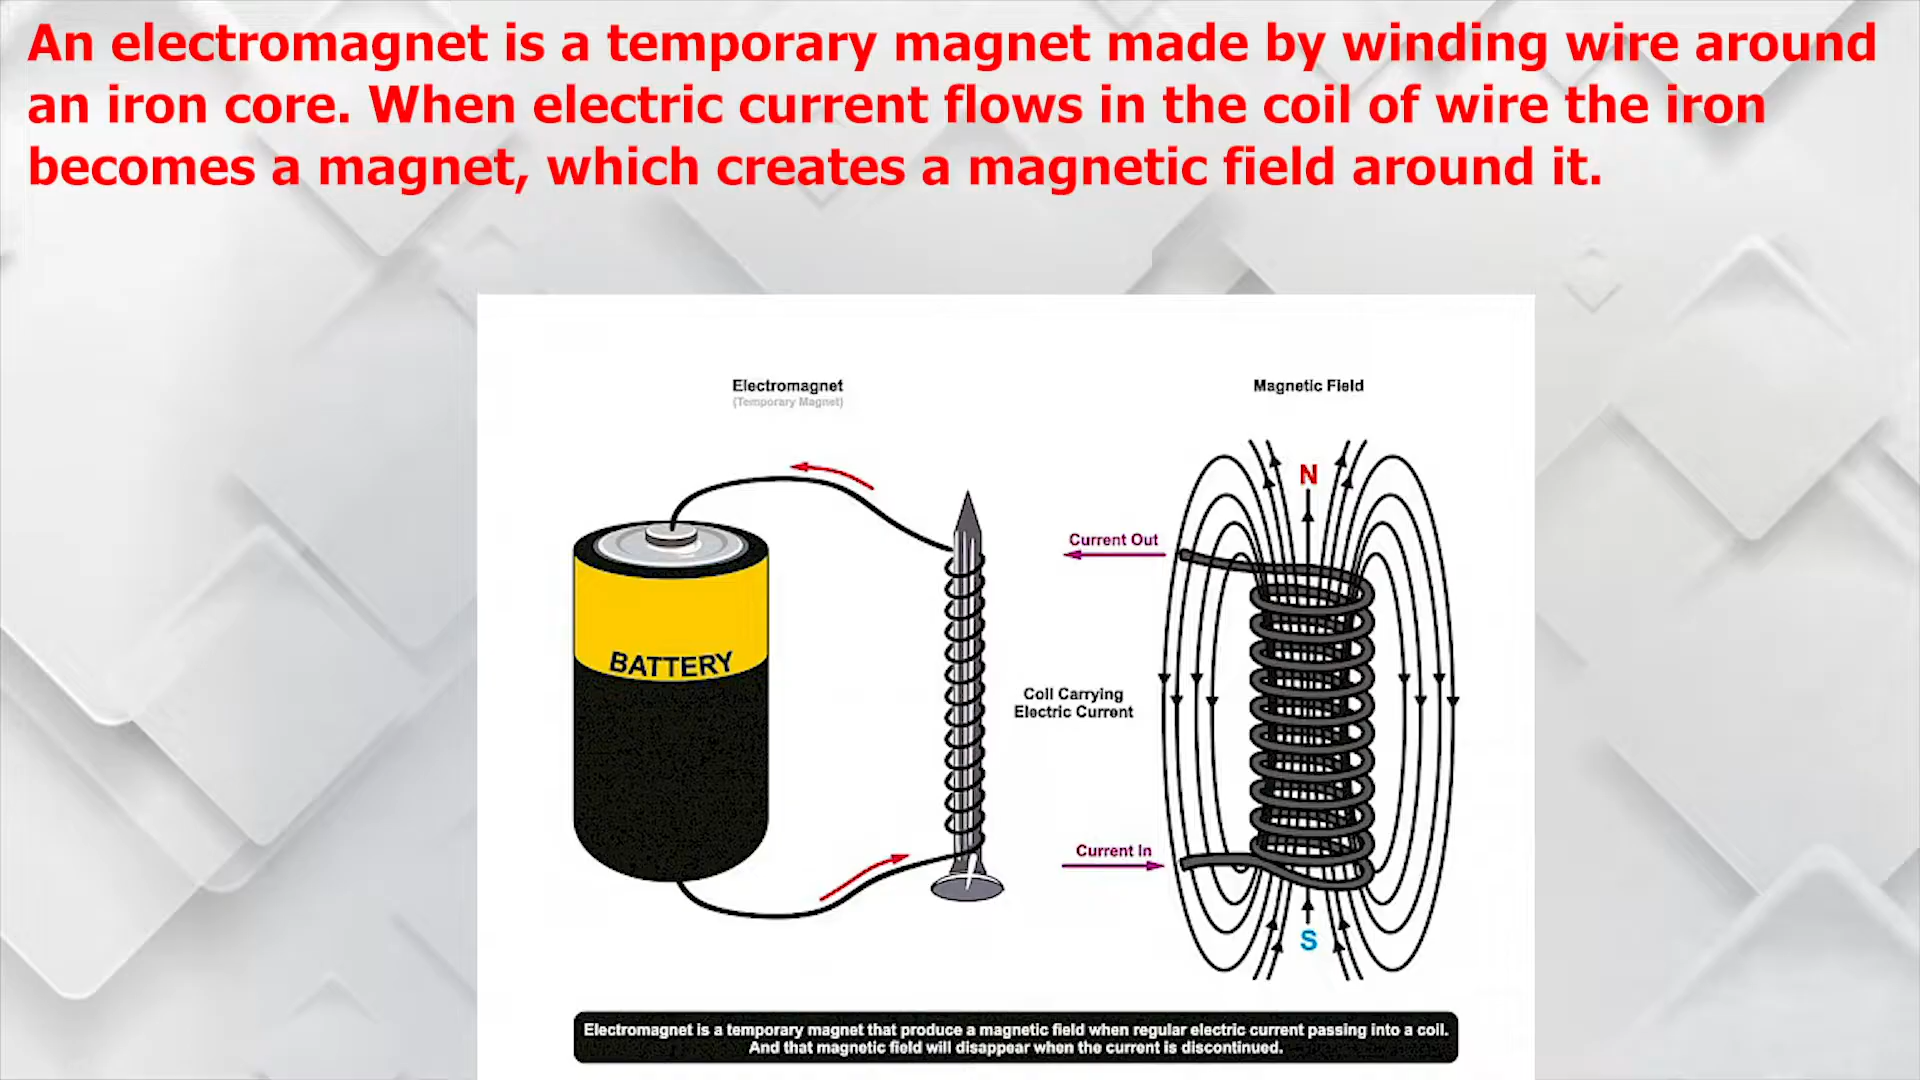 An electromagnet is a temporary magnet made by winding wire around
an iron core. When electric current flows in the coil of wire the iron
becomes a magnet, which creates a magnetic field around it.
Electromagnet
(Temporary Magnet)
Magnetic Field
N
Current Out
BATTERY
Coil Carrying
Electric Current
Current In
S
Electromagnet is a temporary magnet that produce a magnetic field when regular electric current passing into a coil.
And that magnetic field will disappear when the current is discontinued.